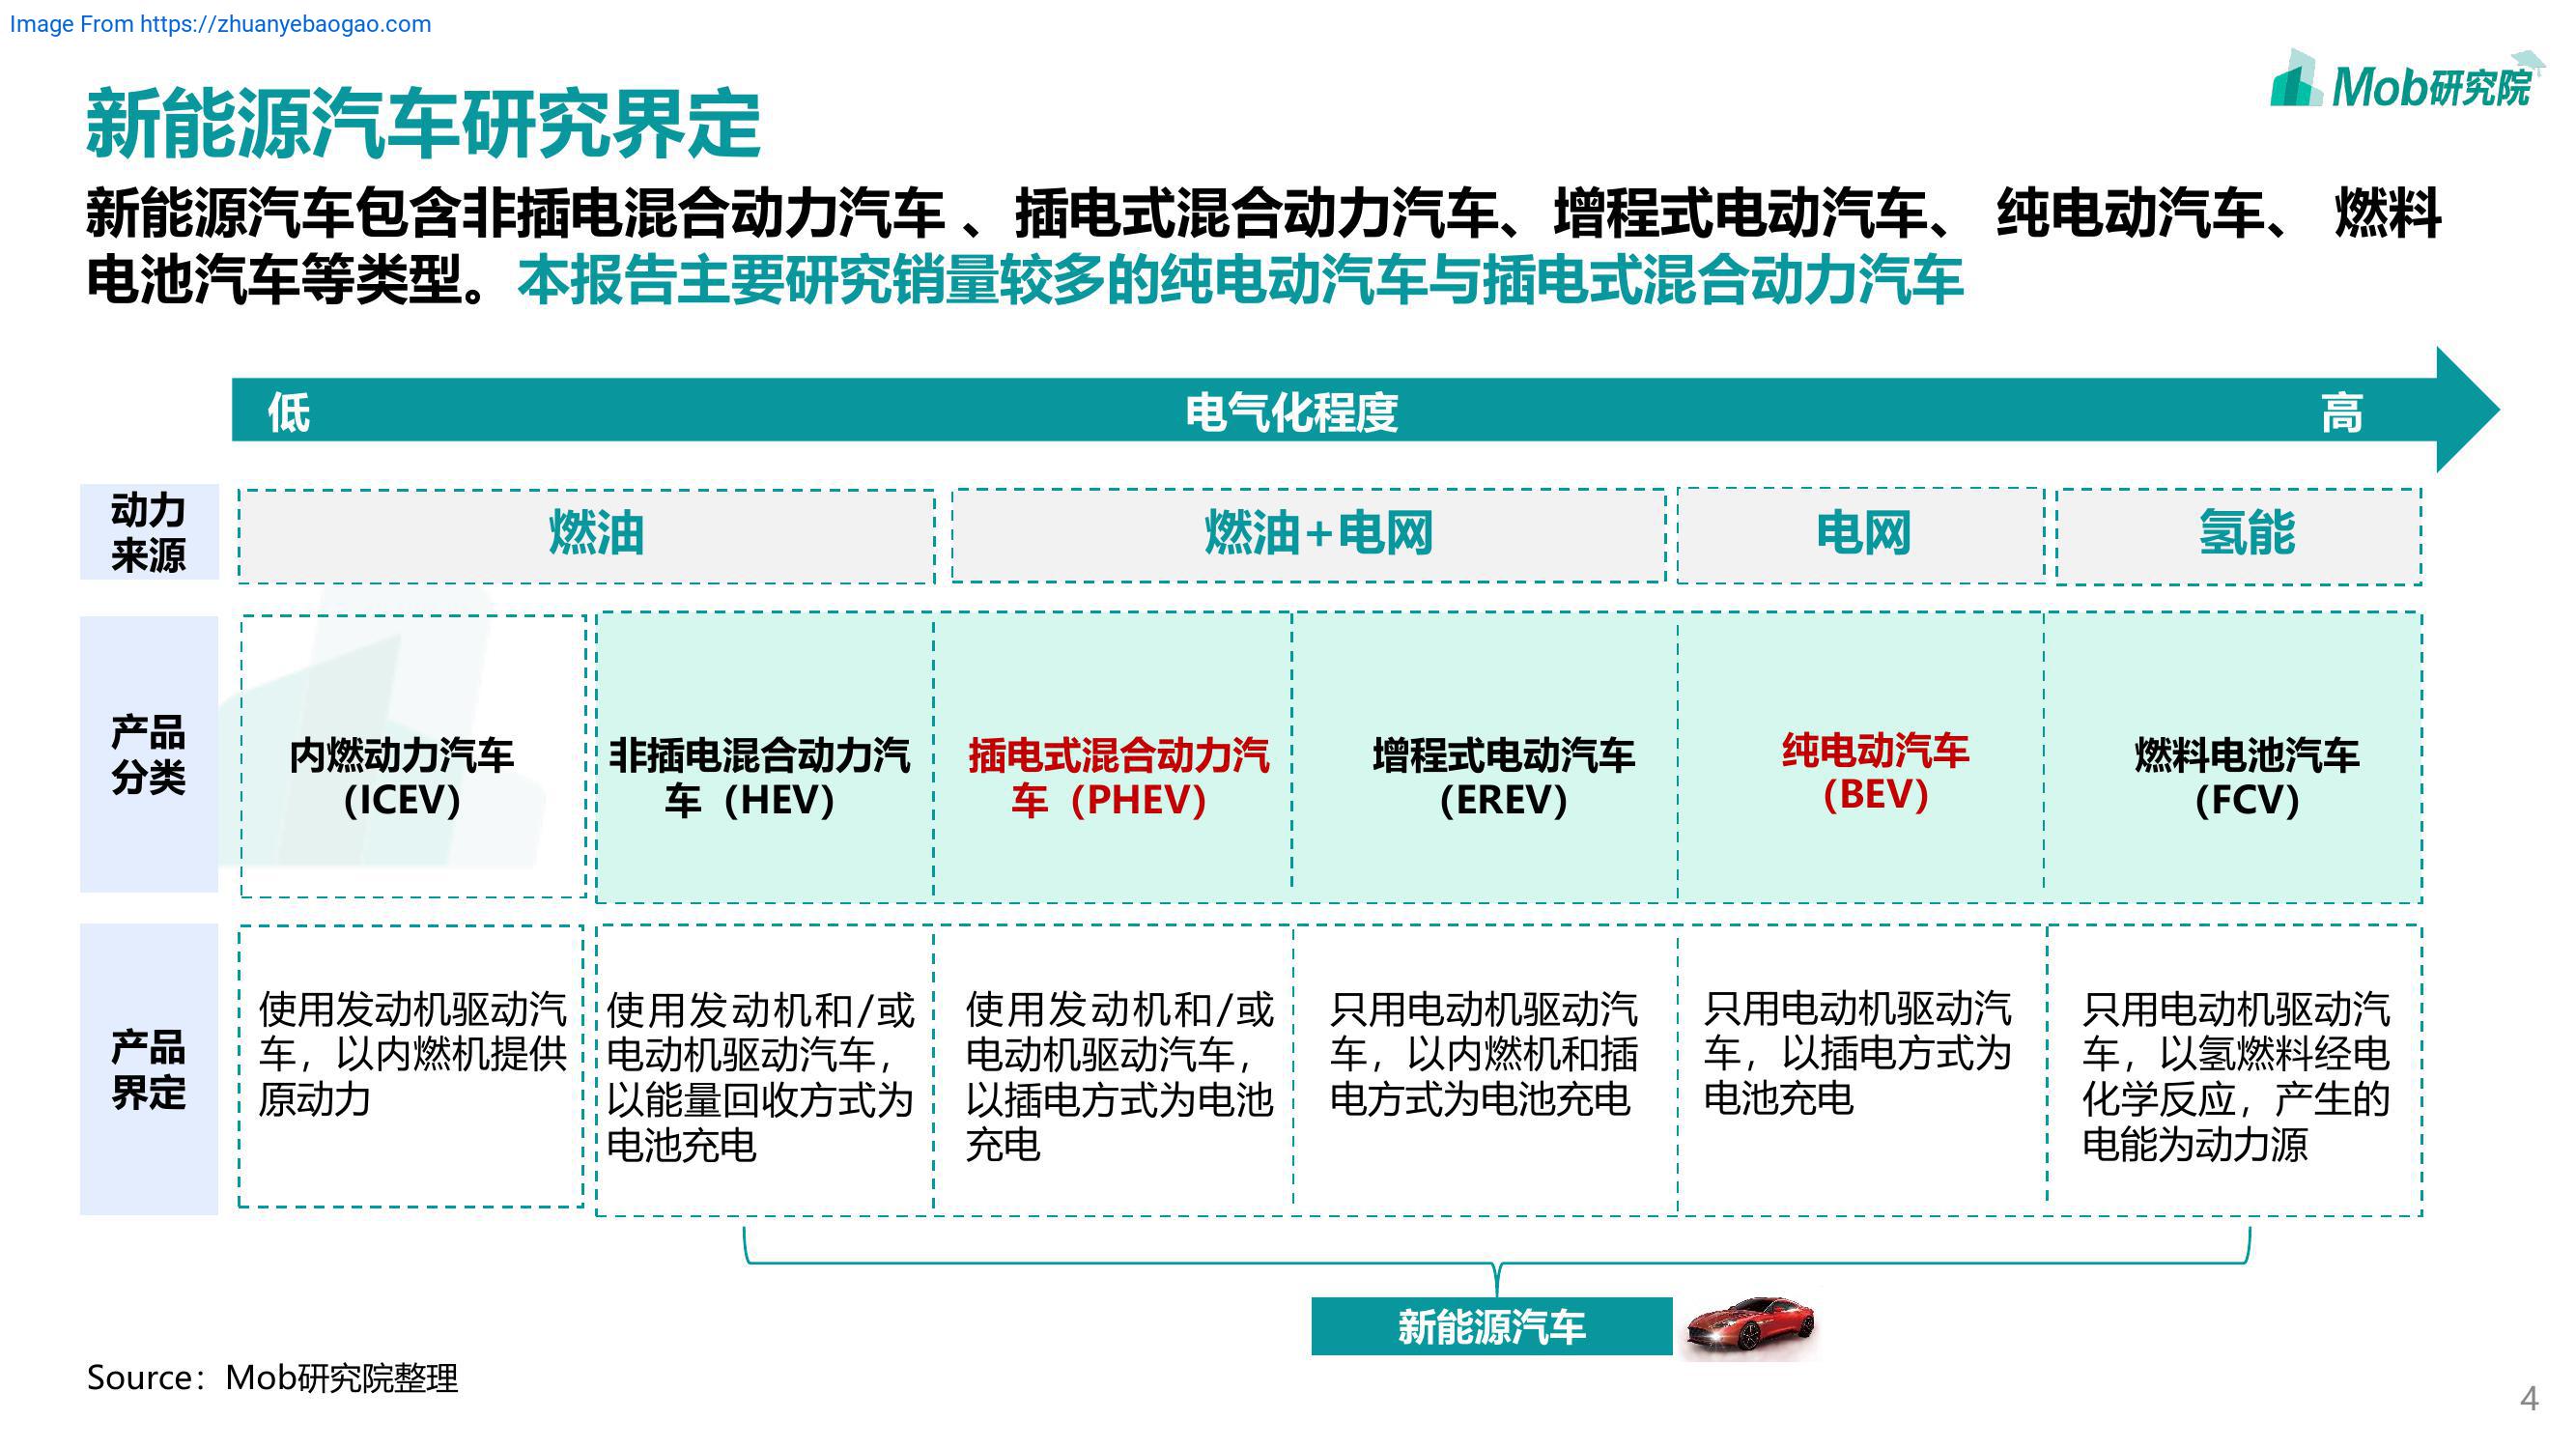 Image From https://zhuanyebaogao.com
Mob研究院
新能源汽车研究界定
新能源汽车包含非插电混合动力汽车 、插电式混合动力汽车、增程式电动汽车、 纯电动汽车、 燃料
电池汽车等类型。本报告主要研究销量较多的纯电动汽车与插电式混合动力汽车
低 电气化程度 高
动力
来源
燃油
燃油+电网
电网
氢能
产品
分类
内燃动力汽车
（ICEV）
非插电混合动力汽
车（HEV）
插电式混合动力汽
车（PHEV）
增程式电动汽车
（EREV）
纯电动汽车
（BEV）
燃料电池汽车
（FCV）
产品
界定
使用发动机驱动汽
车，以内燃机提供
原动力
使用发动机和/或
电动机驱动汽车，
以能量回收方式为
电池充电
使用发动机和/或
电动机驱动汽车，
以插电方式为电池
充电
只用电动机驱动汽
车，以内燃机和插
电方式为电池充电
只用电动机驱动汽
车，以插电方式为
电池充电
只用电动机驱动汽
车，以氢燃料经电
化学反应，产生的
电能为动力源
新能源汽车
Source：Mob研究院整理
4